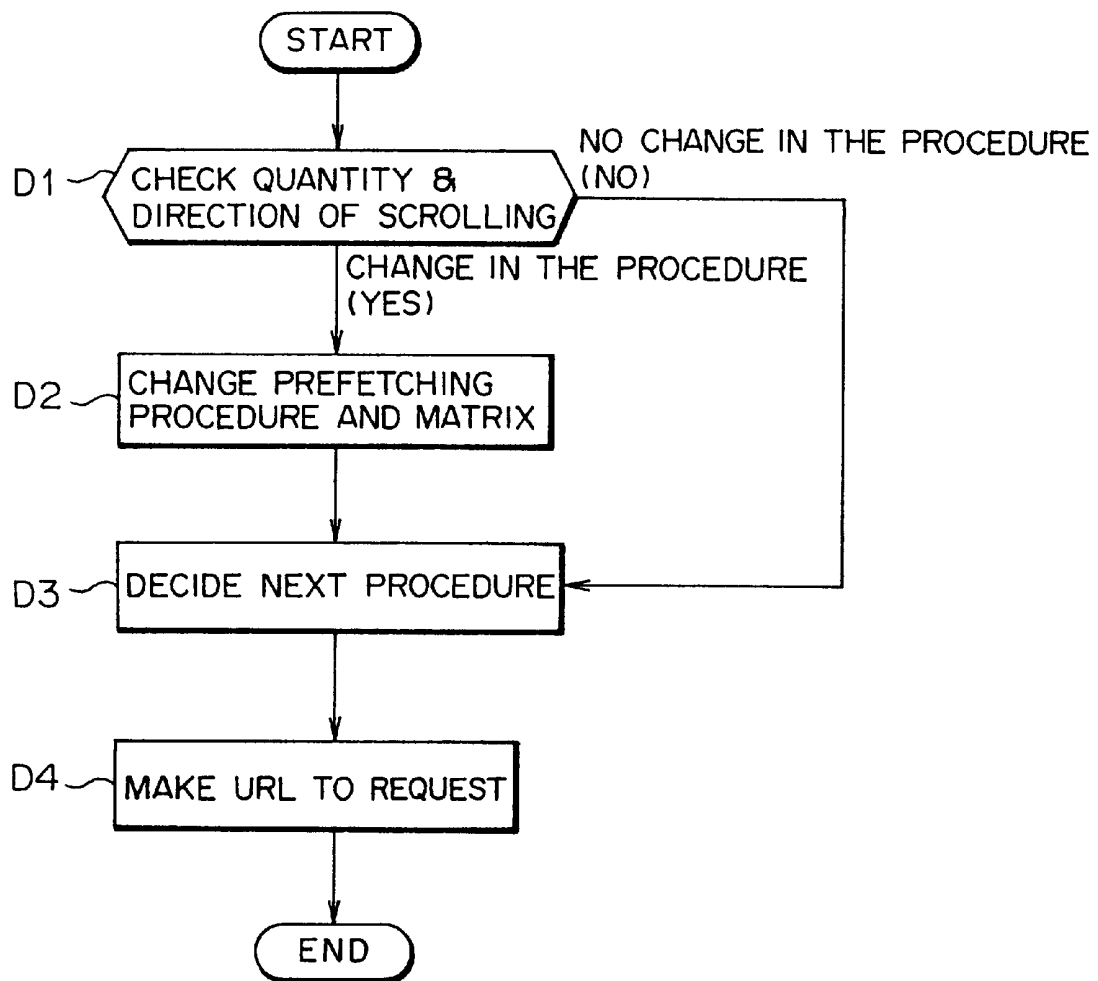 START
NO CHANGE IN THE PROCEDURE
(NO)
D1
CHECK QUANTITY &
DIRECTION OF SCROLLING
CHANGE IN THE PROCEDURE
(YES)
D2
CHANGE PREFETCHING
PROCEDURE AND MATRIX
D3
DECIDE NEXT PROCEDURE
D4
MAKE URL TO REQUEST
END